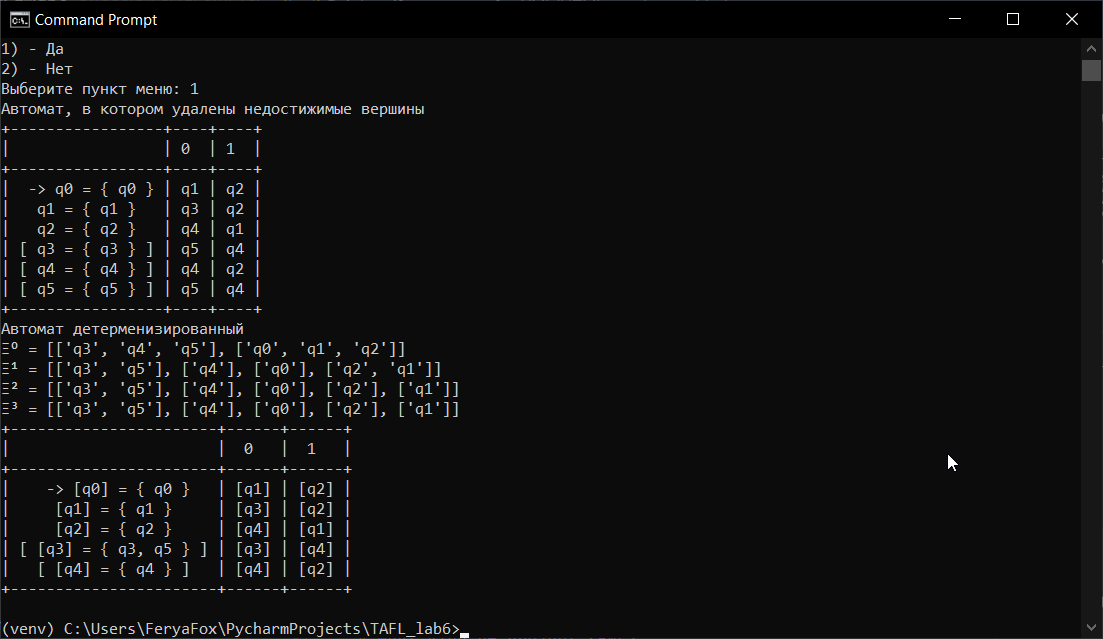 Command Prompt
1) - Да
2) - Нет
Выберите пункт меню: 1
Автомат, в котором удалены недостижимые вершины
+-----------------+----+----+
|                 | 0  | 1  |
+-----------------+----+----+
|  -> q0 = { q0 } | q1 | q2 |
|   q1 = { q1 }   | q3 | q2 |
|   q2 = { q2 }   | q4 | q1 |
| [ q3 = { q3 } ] | q5 | q4 |
| [ q4 = { q4 } ] | q4 | q2 |
| [ q5 = { q5 } ] | q5 | q4 |
+-----------------+----+----+
Автомат детерменизированный
Ξ⁰ = [['q3', 'q4', 'q5'], ['q0', 'q1', 'q2']]
Ξ¹ = [['q3', 'q5'], ['q4'], ['q0'], ['q2', 'q1']]
Ξ² = [['q3', 'q5'], ['q4'], ['q0'], ['q2'], ['q1']]
Ξ³ = [['q3', 'q5'], ['q4'], ['q0'], ['q2'], ['q1']]
+-----------------------+------+------+
|                       |  0   |  1   |
+-----------------------+------+------+
|    -> [q0] = { q0 }   | [q1] | [q2] |
|     [q1] = { q1 }     | [q3] | [q2] |
|     [q2] = { q2 }     | [q4] | [q1] |
| [ [q3] = { q3, q5 } ] | [q3] | [q4] |
|   [ [q4] = { q4 } ]   | [q4] | [q2] |
+-----------------------+------+------+
(venv) C:\Users\FeryaFox\PycharmProjects\TAFL_lab6>